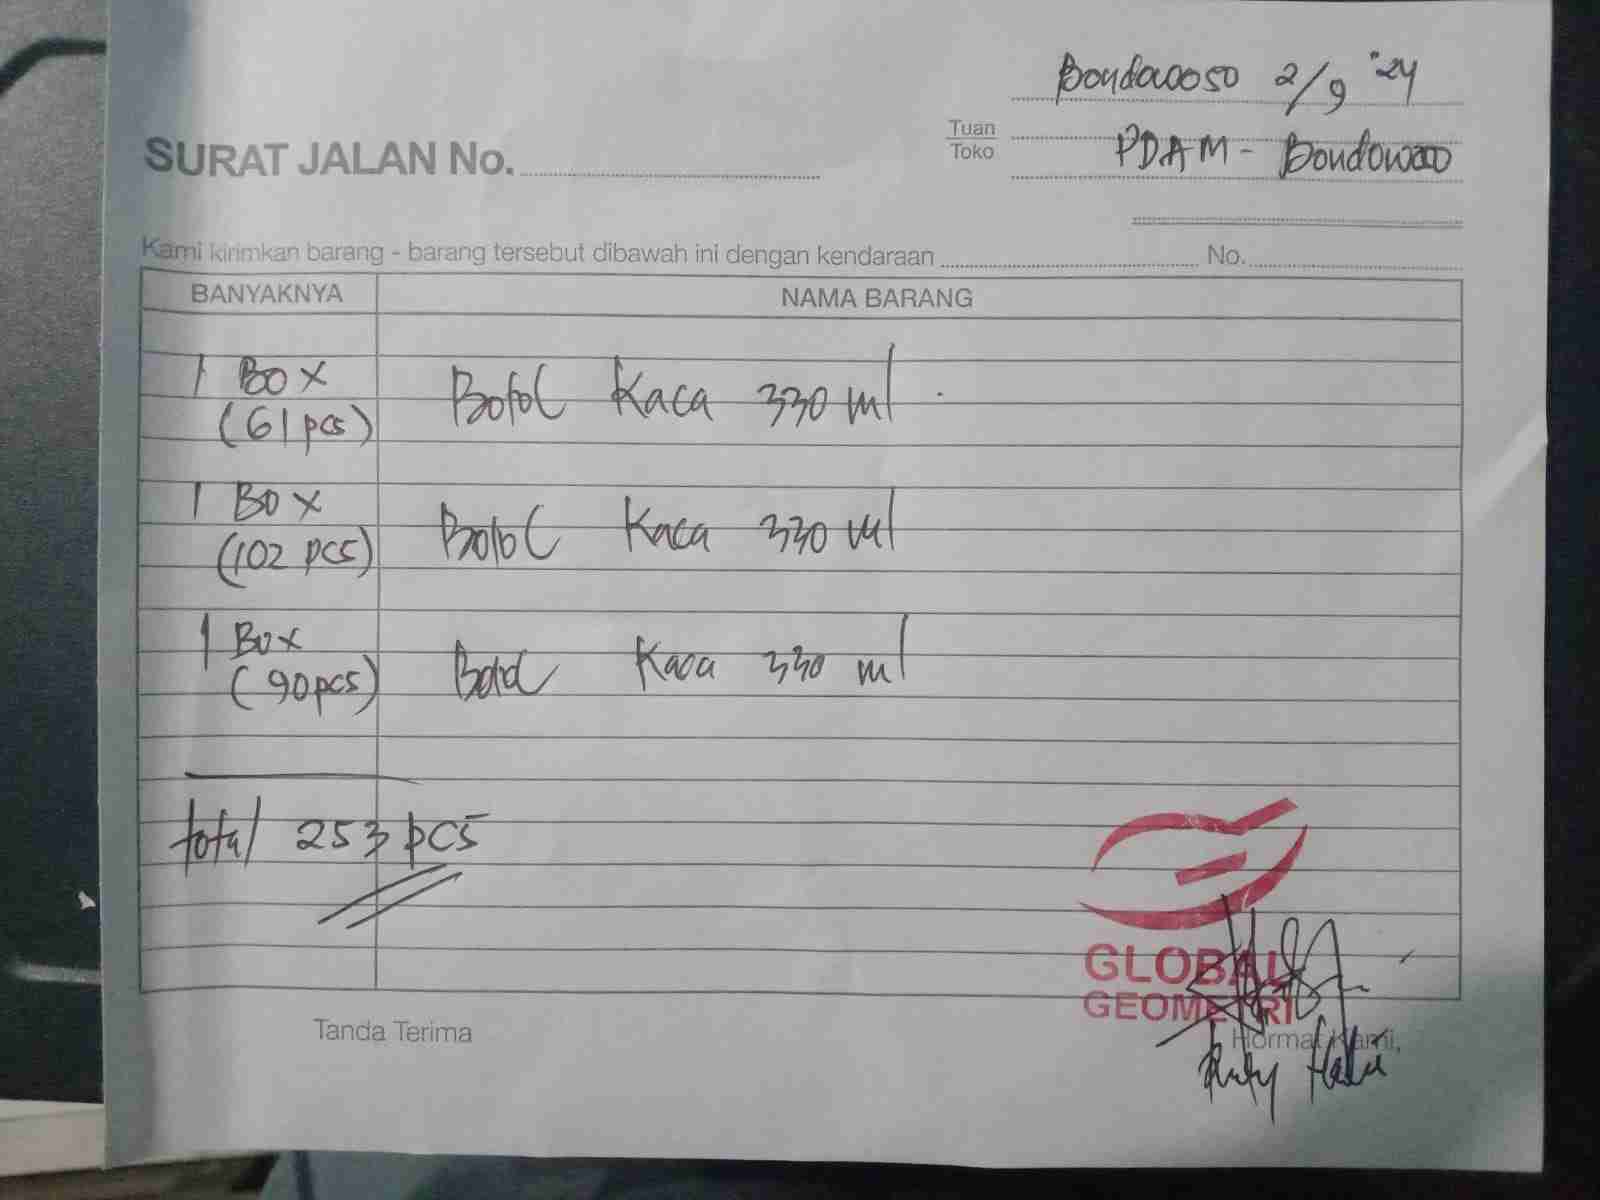 Bondowoso 2/9 '24
SURAT JALAN No.
Tuan
Toko
PDAM - Bondowoso
Kami kirimkan barang - barang tersebut dibawah ini dengan kendaraan No.
BANYAKNYA NAMA BARANG
1 Box Botol Kaca 330 ml
(61 pcs)
1 Box Botol Kaca 330 ml
(102 pcs)
1 Box Botol Kaca 330 ml
(90 pcs)
total 253 pcs
GLOBAL
GEOMETRI
Tanda Terima
Hormat Kami,